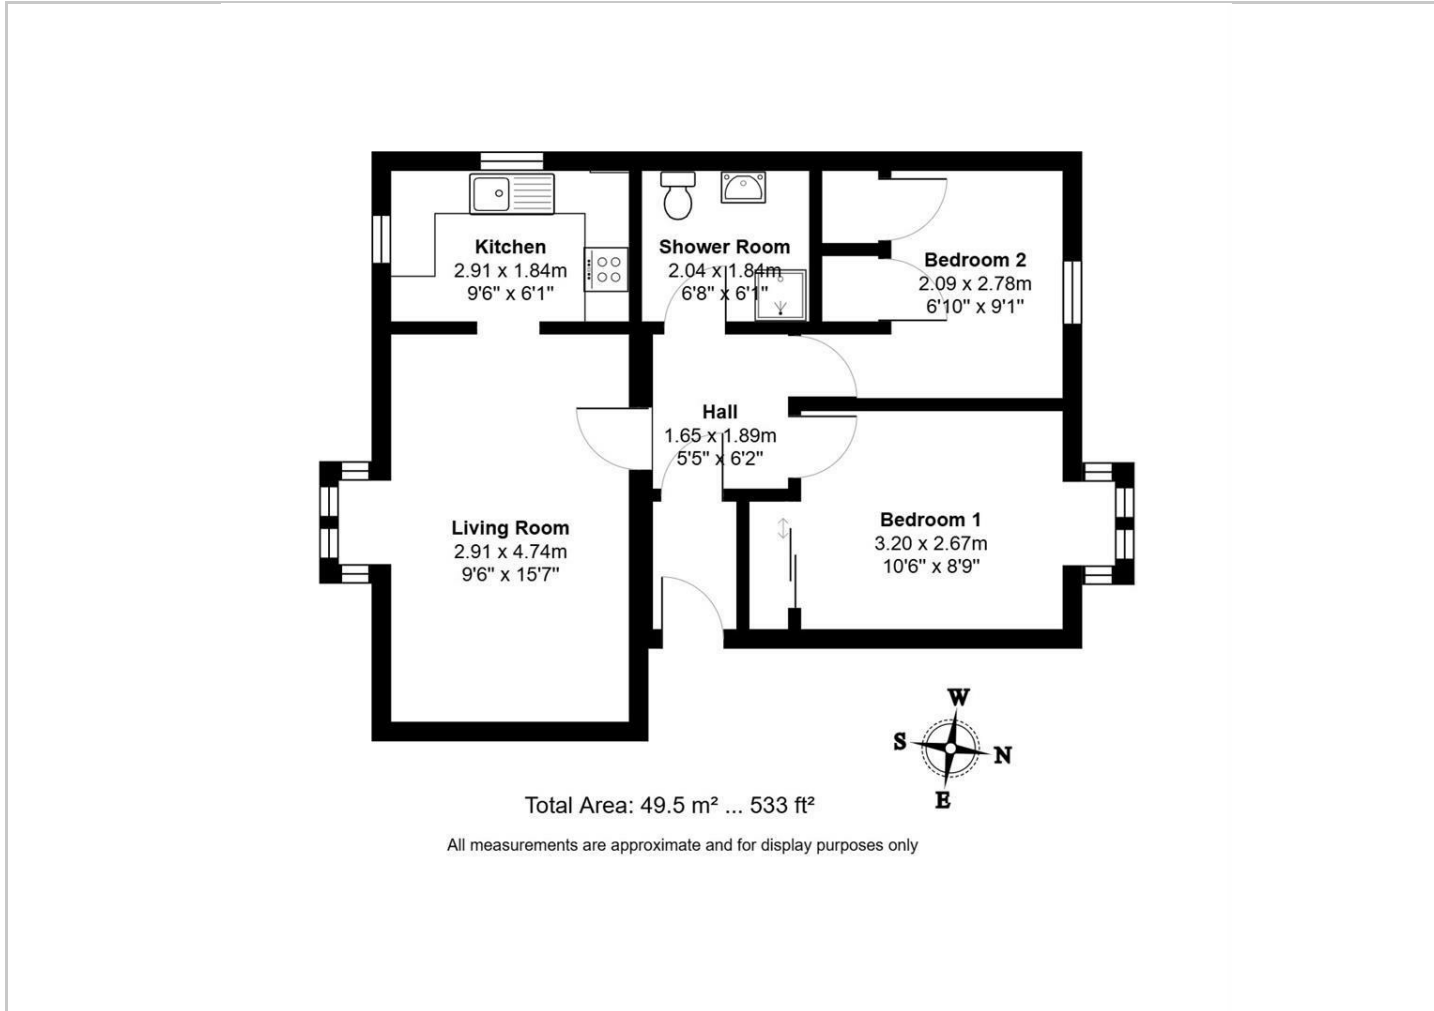 Kitchen
2.91 x 1.84m
9'6" x 6'1"
Shower Room
2.04 x 1.84m
6'8" x 6'1"
Bedroom 2
2.09 x 2.78m
6'10" x 9'1"
Hall
1.65 x 1.89m
5'5" x 6'2"
Living Room
2.91 x 4.74m
9'6" x 15'7"
Bedroom 1
3.20 x 2.67m
10'6" x 8'9"
W
S
N
E
Total Area: 49.5 m² ... 533 ft²
All measurements are approximate and for display purposes only